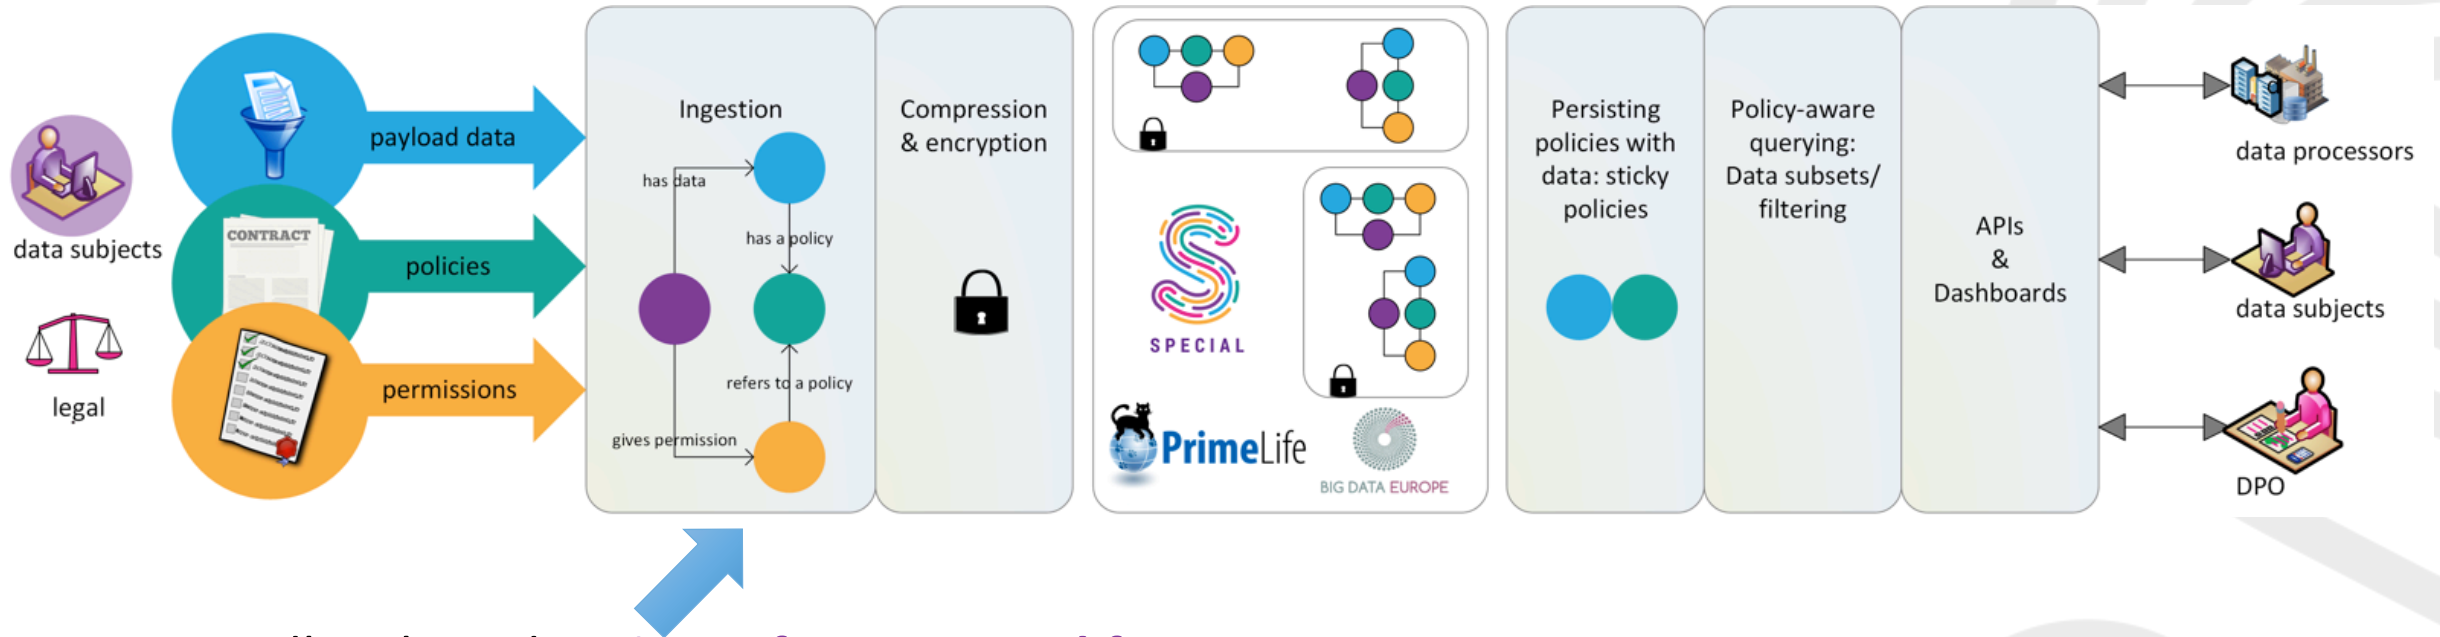 data subjects
legal
payload data
CONTRACT
policies
permissions
Ingestion
has data
has a policy
refers to a policy
gives permission
Compression
& encryption
SPECIAL
PrimeLife
BIG DATA EUROPE
Persisting
policies with
data: sticky
policies
Policy-aware
querying:
Data subsets/
filtering
APIs
&
Dashboards
data processors
data subjects
DPO